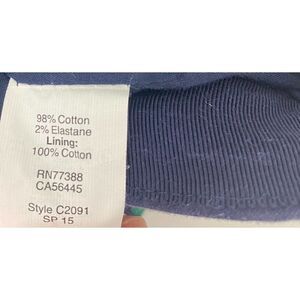 98% Cotton
2% Elastane
Lining:
100% Cotton
RN77388
CA56445
Style C2091
SP 15